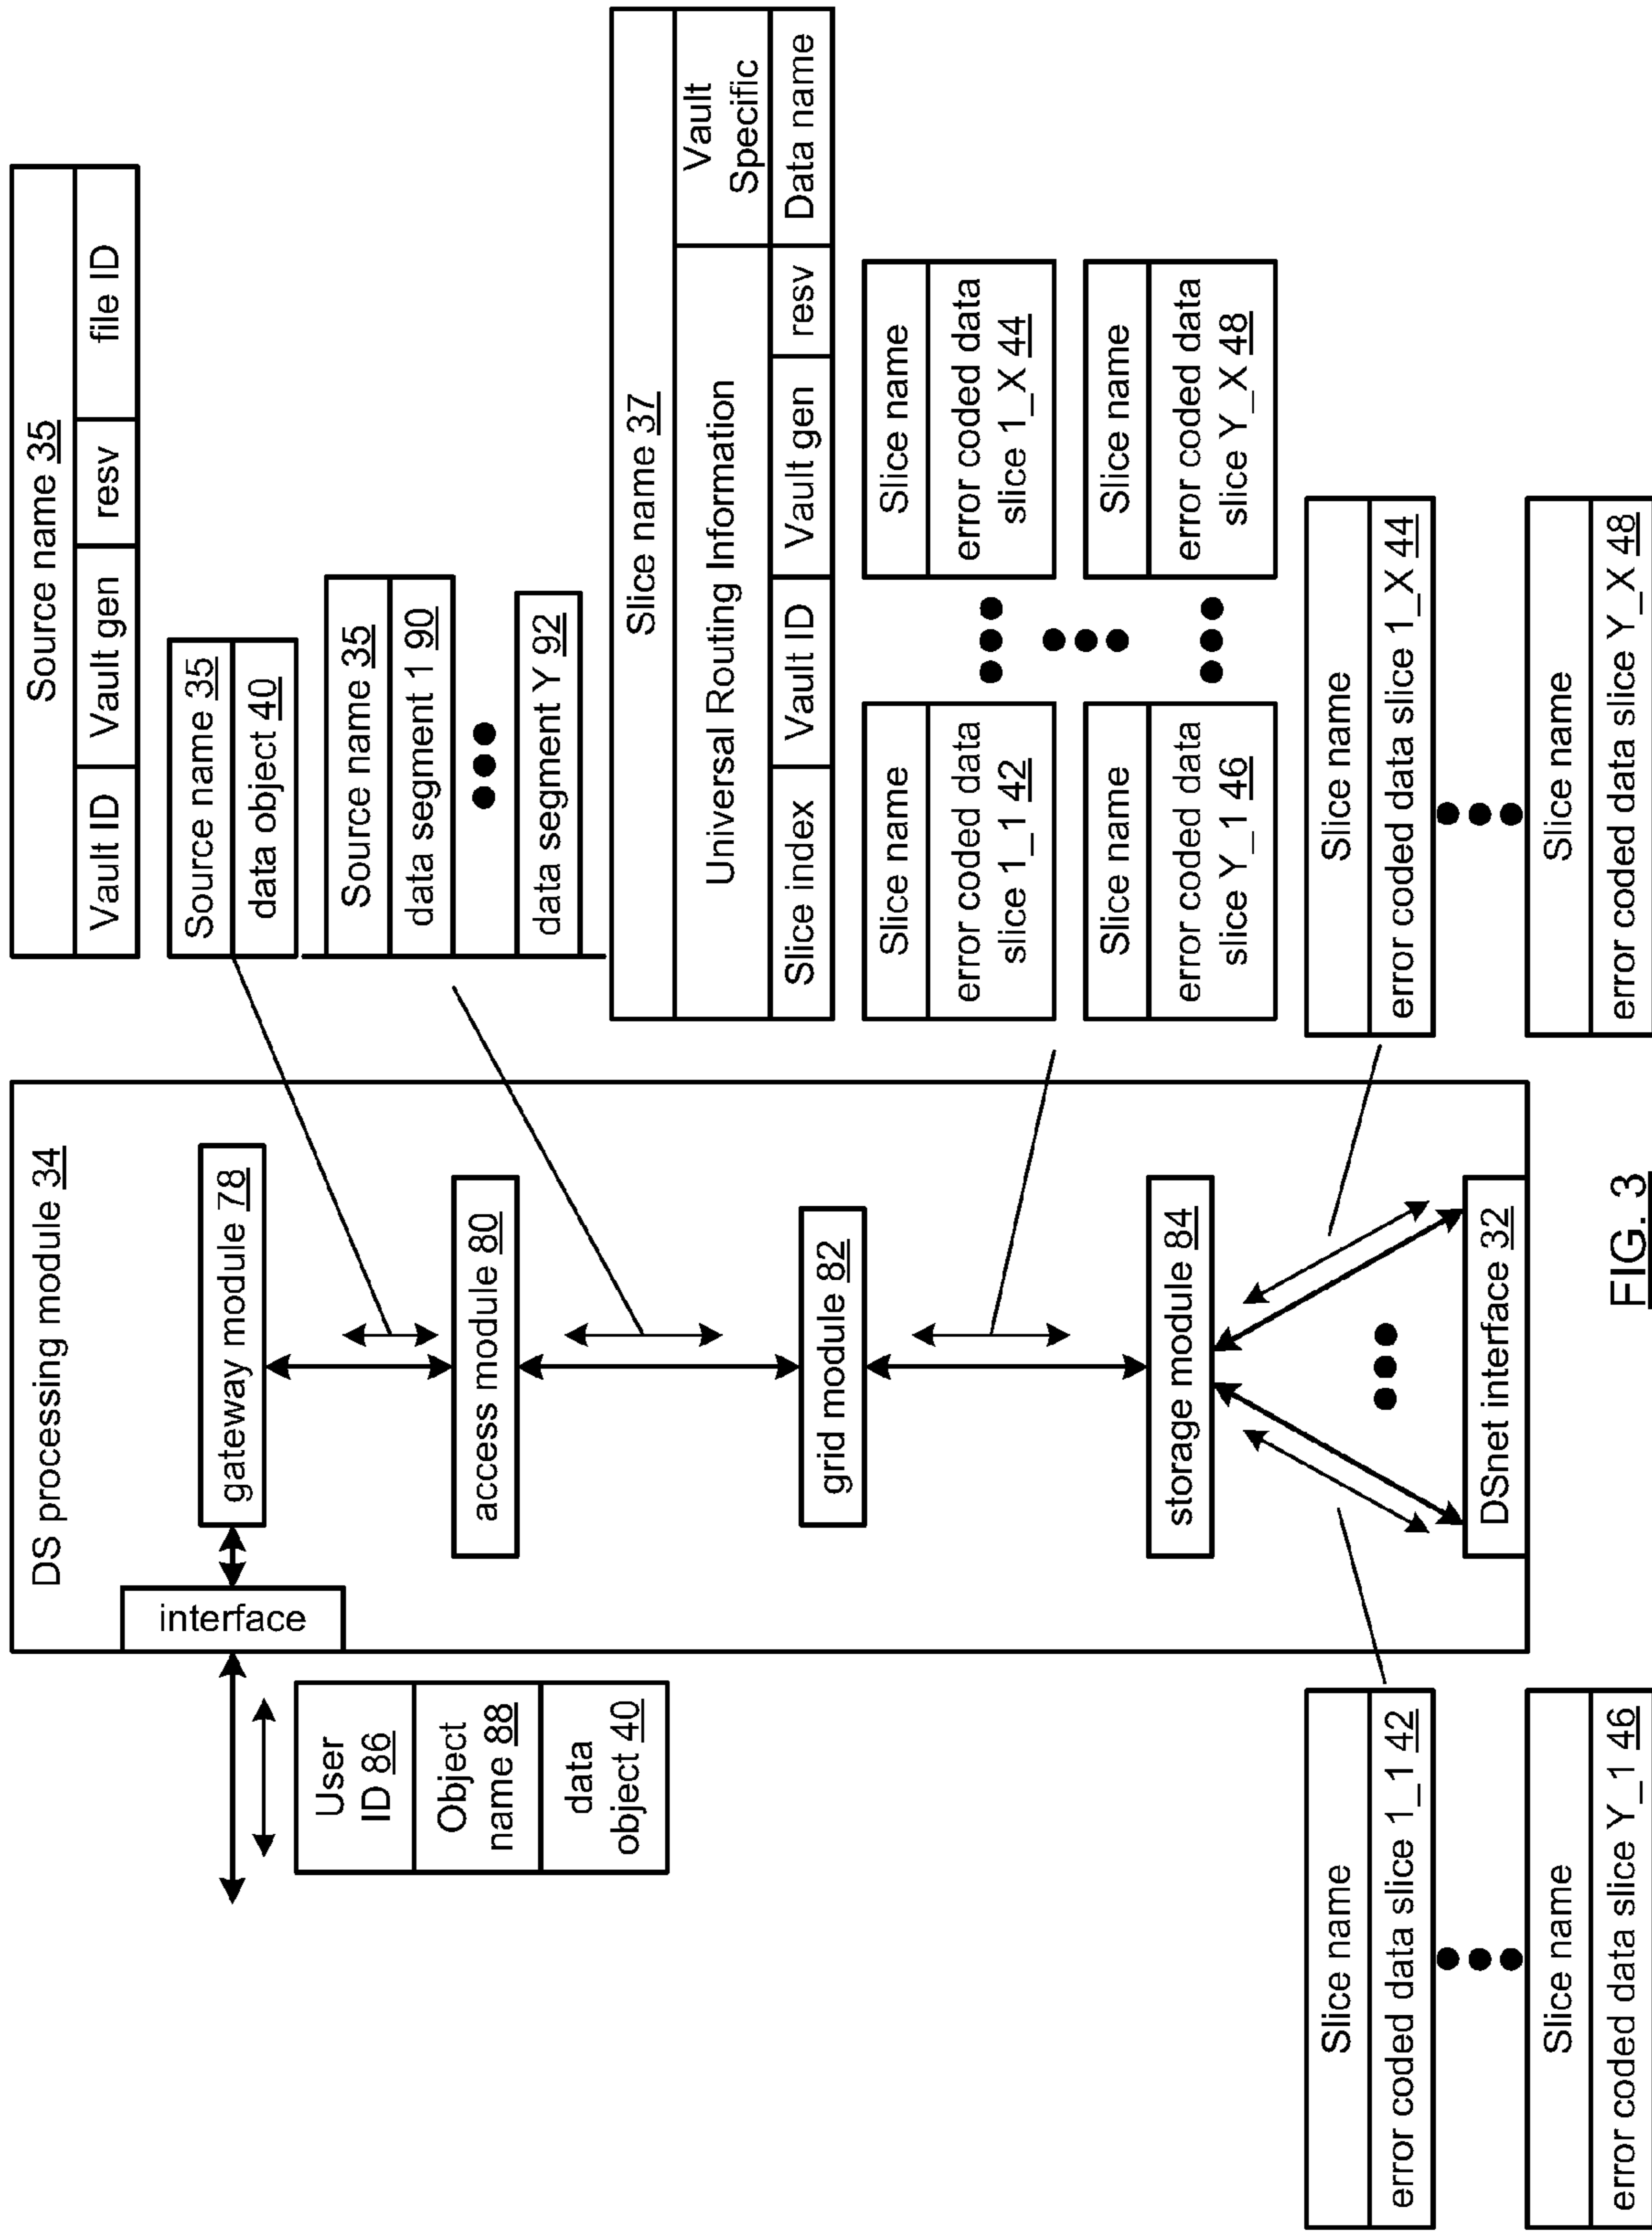 DS processing module 34
interface
gateway module 78
access module 80
grid module 82
storage module 84
DSnet interface 32
User
ID 86
Object
name 88
data
object 40
Source name 35
Vault ID
Vault gen
resv
file ID
Source name 35
data object 40
Source name 35
data segment 1 90
data segment Y 92
Slice name 37
Universal Routing Information
Vault
Specific
Slice index
Vault ID
Vault gen
resv
Data name
Slice name
error coded data
slice 1_1 42
Slice name
error coded data
slice 1_X 44
Slice name
error coded data
slice Y_1 46
Slice name
error coded data
slice Y_X 48
Slice name
error coded data slice 1_1 42
Slice name
error coded data slice Y_1 46
Slice name
error coded data slice 1_X 44
Slice name
error coded data slice Y_X 48
FIG. 3